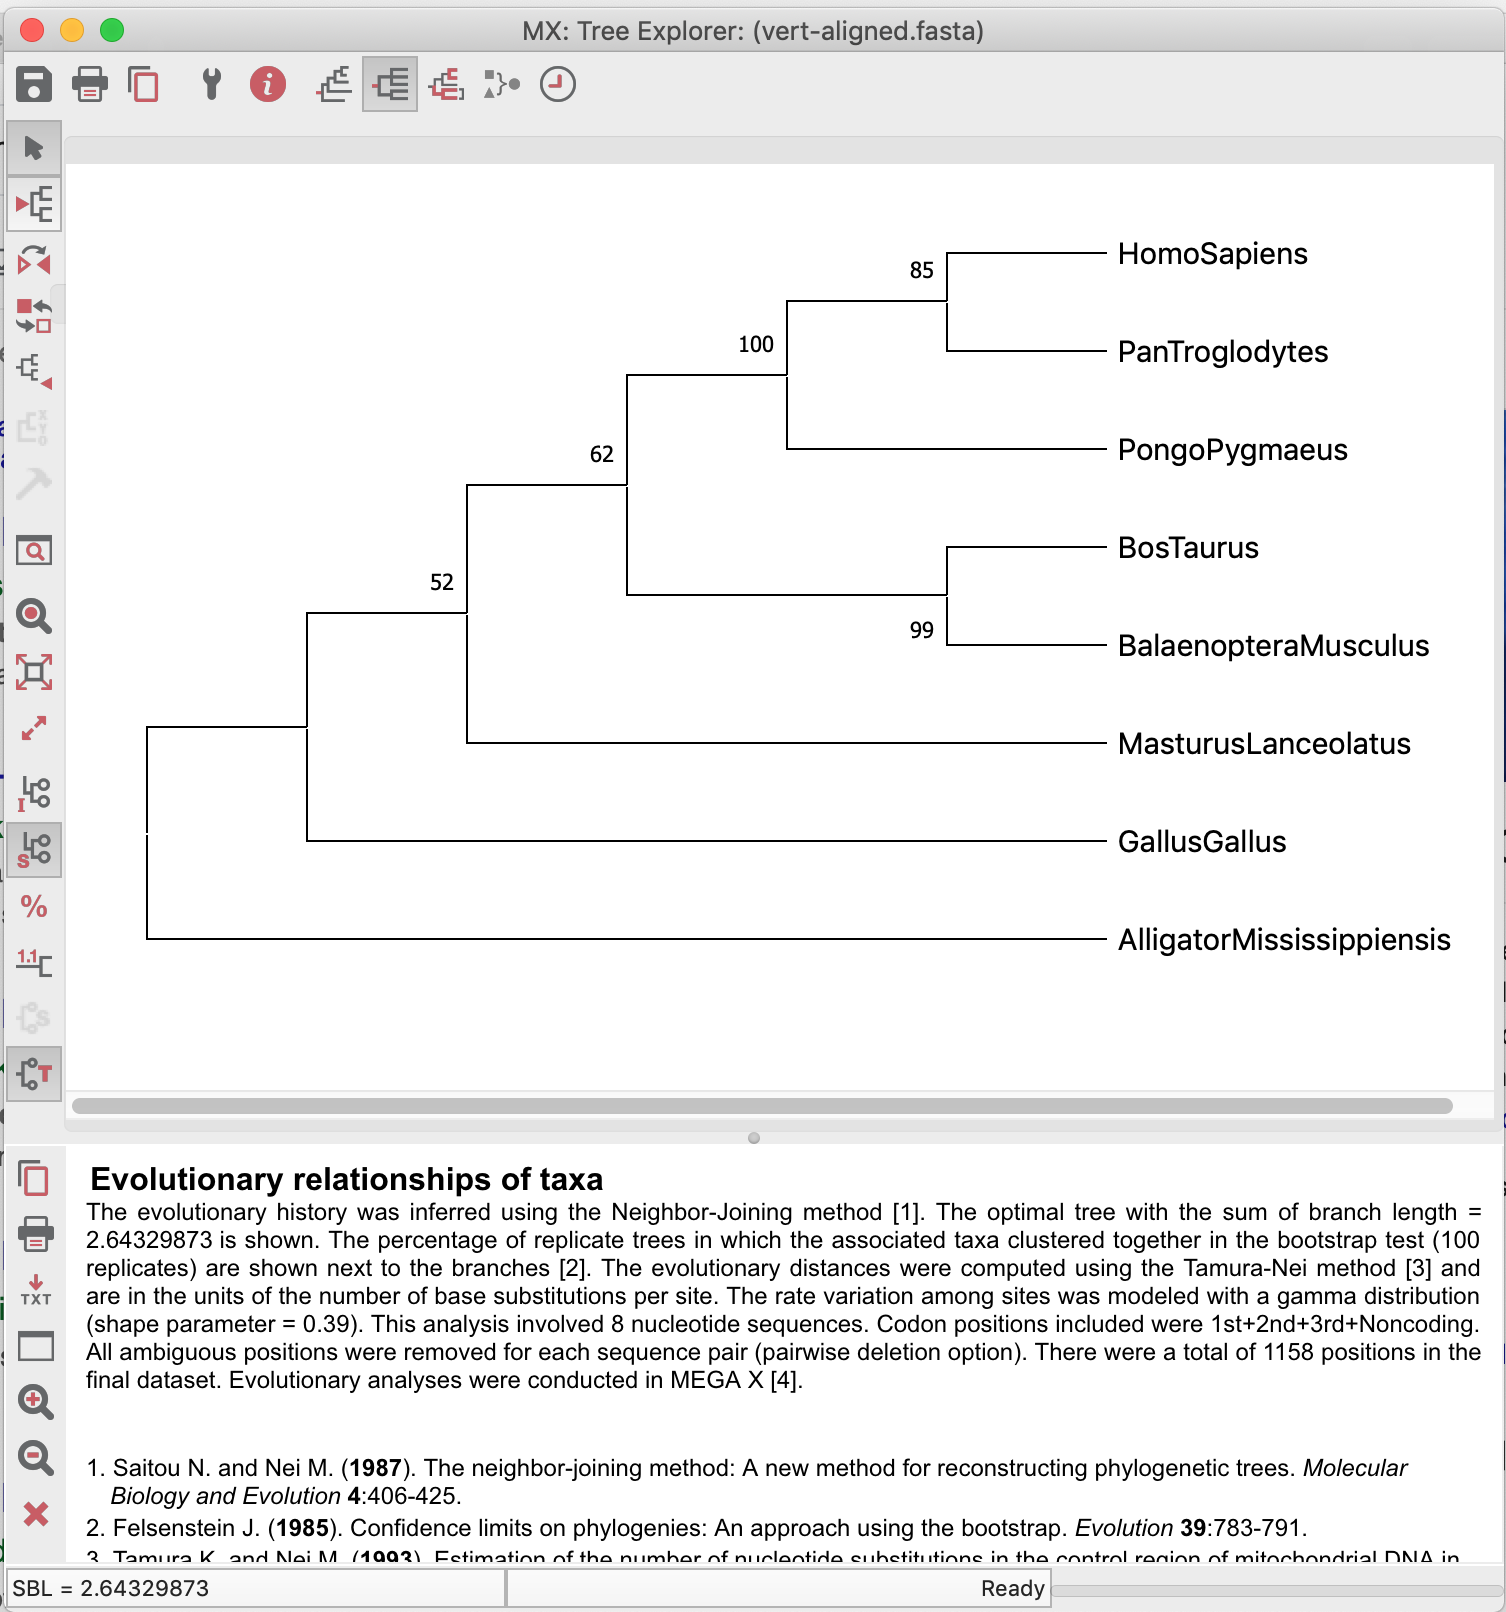 MX: Tree Explorer: (vert-aligned.fasta)
HomoSapiens
85
PanTroglodytes
100
PongoPygmaeus
62
BosTaurus
52
99
BalaenopteraMusculus
MasturusLanceolatus
GallusGallus
%
1.1
AlligatorMississippiensis
Evolutionary relationships of taxa
The evolutionary history was inferred using the Neighbor-Joining method [1]. The optimal tree with the sum of branch length =
2.64329873 is shown. The percentage of replicate trees in which the associated taxa clustered together in the bootstrap test (100
replicates) are shown next to the branches [2]. The evolutionary distances were computed using the Tamura-Nei method [3] and
are in the units of the number of base substitutions per site. The rate variation among sites was modeled with a gamma distribution
(shape parameter = 0.39). This analysis involved 8 nucleotide sequences. Codon positions included were 1st+2nd+3rd+Noncoding.
All ambiguous positions were removed for each sequence pair (pairwise deletion option). There were a total of 1158 positions in the
final dataset. Evolutionary analyses were conducted in MEGA X [4].
TXT
1. Saitou N. and Nei M. (1987). The neighbor-joining method: A new method for reconstructing phylogenetic trees. Molecular
Biology and Evolution 4:406-425.
2. Felsenstein J. (1985). Confidence limits on phylogenies: An approach using the bootstrap. Evolution 39:783-791.
3. Tamura K. and Nei M. (1993). Estimation of the number of nucleotide substitutions in the control region of mitochondrial DNA in
SBL = 2.64329873
Ready